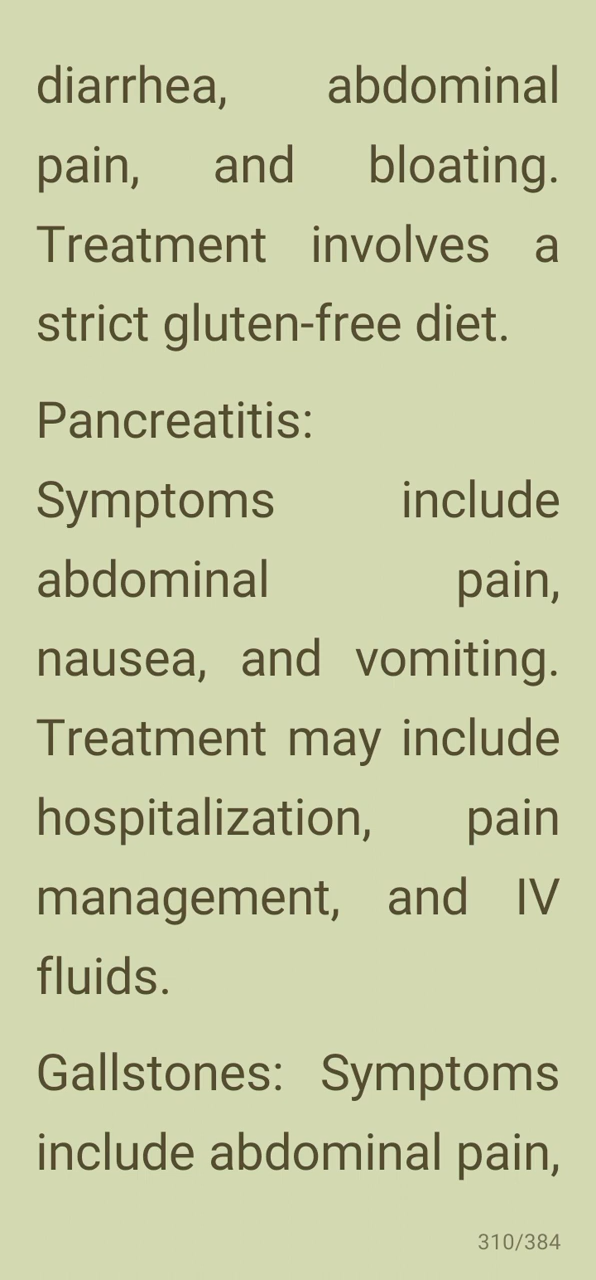 diarrhea, abdominal
pain, and bloating.
Treatment involves a
strict gluten-free diet.
Pancreatitis:
Symptoms include
abdominal pain,
nausea, and vomiting.
Treatment may include
hospitalization, pain
management, and IV
fluids.
Gallstones: Symptoms
include abdominal pain,
310/384